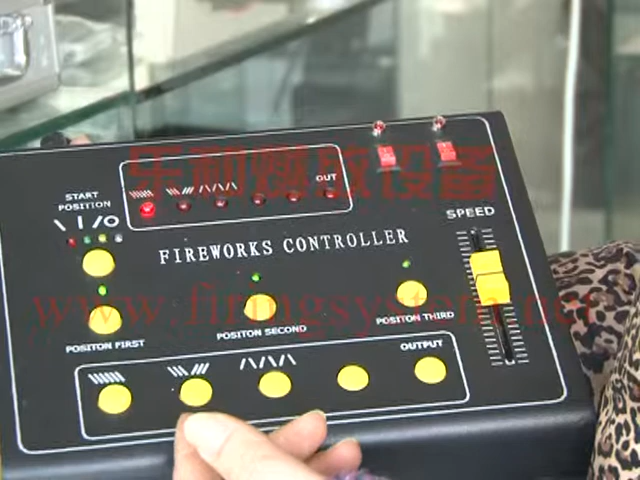 乐和燃放设备
OUT
START
POSITION
\ | / O
SPEED
FIREWORKS CONTROLLER
www.firingsystem.net
POSITON FIRST
POSITON SECOND
POSITON THIRD
\\\\\ \\\/// /\/\/\ OUTPUT